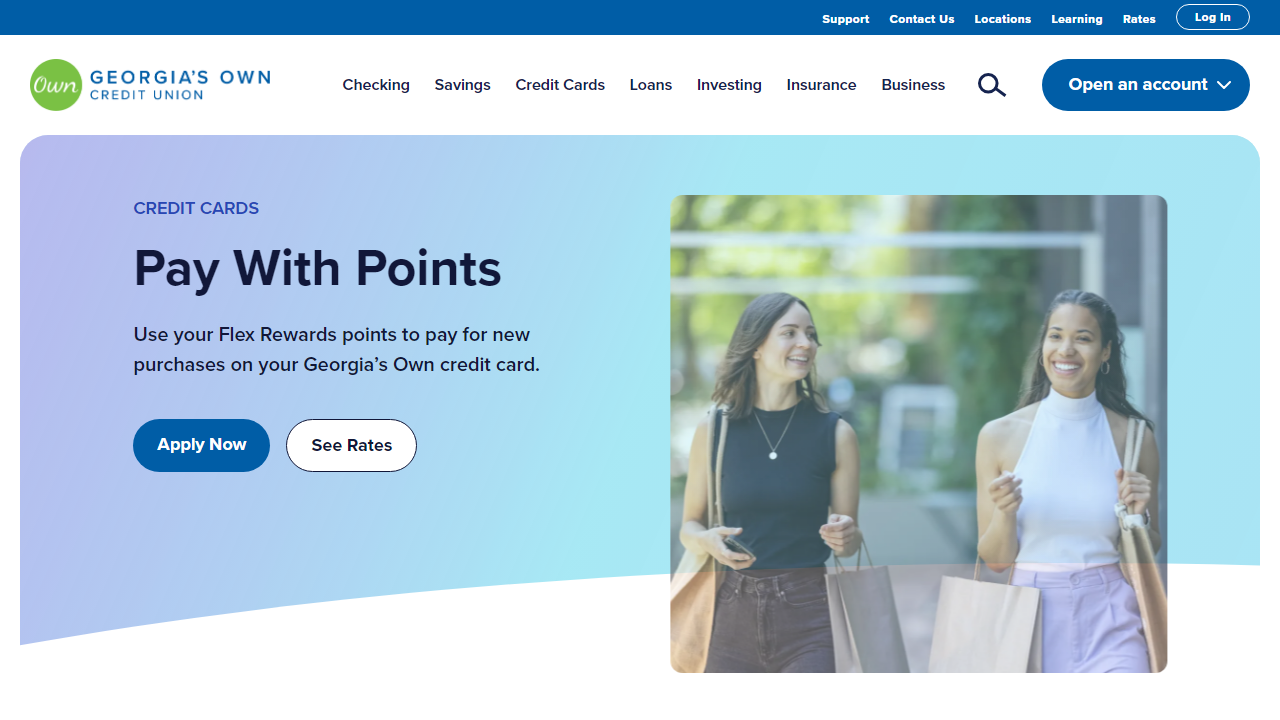 Support Contact Us Locations Learning Rates Log In
Own GEORGIA'S OWN
CREDIT UNION
Checking Savings Credit Cards Loans Investing Insurance Business Open an account
CREDIT CARDS
Pay With Points
Use your Flex Rewards points to pay for new
purchases on your Georgia’s Own credit card.
Apply Now See Rates